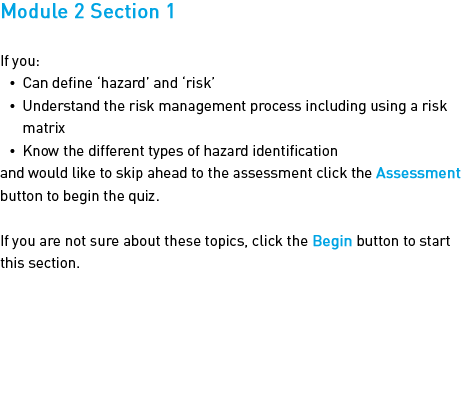 Module 2 Section 1
If you:
• Can define ‘hazard’ and ‘risk’
• Understand the risk management process including using a risk
matrix
• Know the different types of hazard identification
and would like to skip ahead to the assessment click the Assessment
button to begin the quiz.
If you are not sure about these topics, click the Begin button to start
this section.